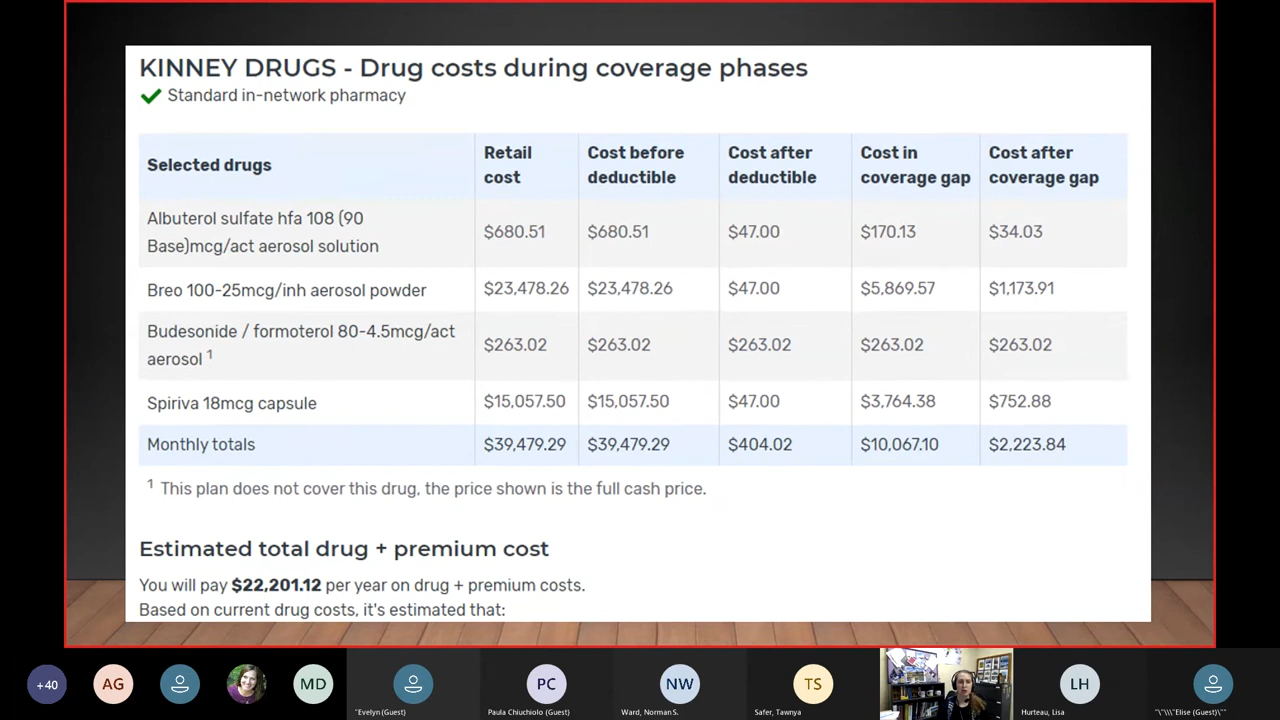 KINNEY DRUGS - Drug costs during coverage phases
Standard in-network pharmacy
Selected drugs Retail cost Cost before deductible Cost after deductible Cost in coverage gap Cost after coverage gap
Albuterol sulfate hfa 108 (90 Base)mcg/act aerosol solution $680.51 $680.51 $47.00 $170.13 $34.03
Breo 100-25mcg/inh aerosol powder $23,478.26 $23,478.26 $47.00 $5,869.57 $1,173.91
Budesonide / formoterol 80-4.5mcg/act aerosol 1 $263.02 $263.02 $263.02 $263.02 $263.02
Spiriva 18mcg capsule $15,057.50 $15,057.50 $47.00 $3,764.38 $752.88
Monthly totals $39,479.29 $39,479.29 $404.02 $10,067.10 $2,223.84
1 This plan does not cover this drug, the price shown is the full cash price.
Estimated total drug + premium cost
You will pay $22,201.12 per year on drug + premium costs.
Based on current drug costs, it's estimated that:
+40 AG MD PC NW TS LH
"Evelyn (Guest) Paula Chiuchiolo (Guest) Ward, Norman S. Safer, Tawnya Hurteau, Lisa "\"\\\"Elise (Guest)\"\"